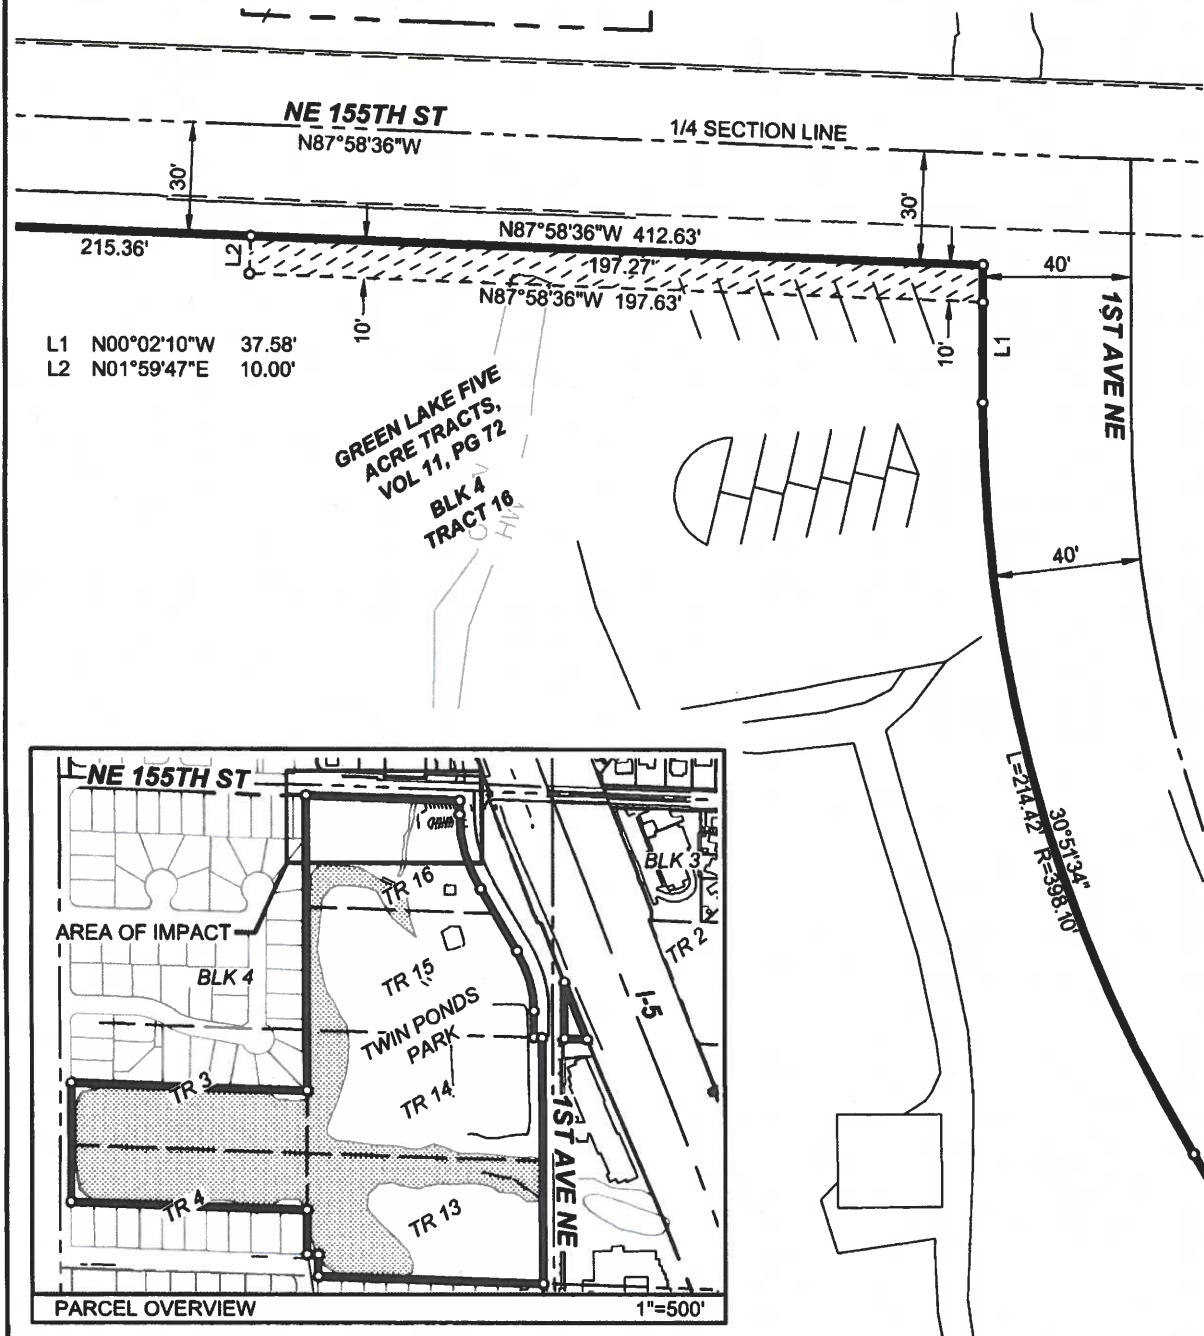 NE 155TH ST
N87°58'36"W
1/4 SECTION LINE
30'
30'
N87°58'36"W 412.63'
215.36'
L2
197.27'
40'
N87°58'36"W 197.63'
10'
10'
L1
1ST AVE NE
L1 N00°02'10"W 37.58'
L2 N01°59'47"E 10.00'
GREEN LAKE FIVE
ACRE TRACTS,
VOL 11, PG 72
BLK 4
TRACT 16
40'
30°51'34"
L=214.42' R=398.10'
NE 155TH ST
BLK 3
TR 16
AREA OF IMPACT
TR 2
BLK 4
TR 15
I-5
TWIN PONDS
PARK
TR 3
TR 14
1ST AVE NE
TR 4
TR 13
PARCEL OVERVIEW
1"=500'